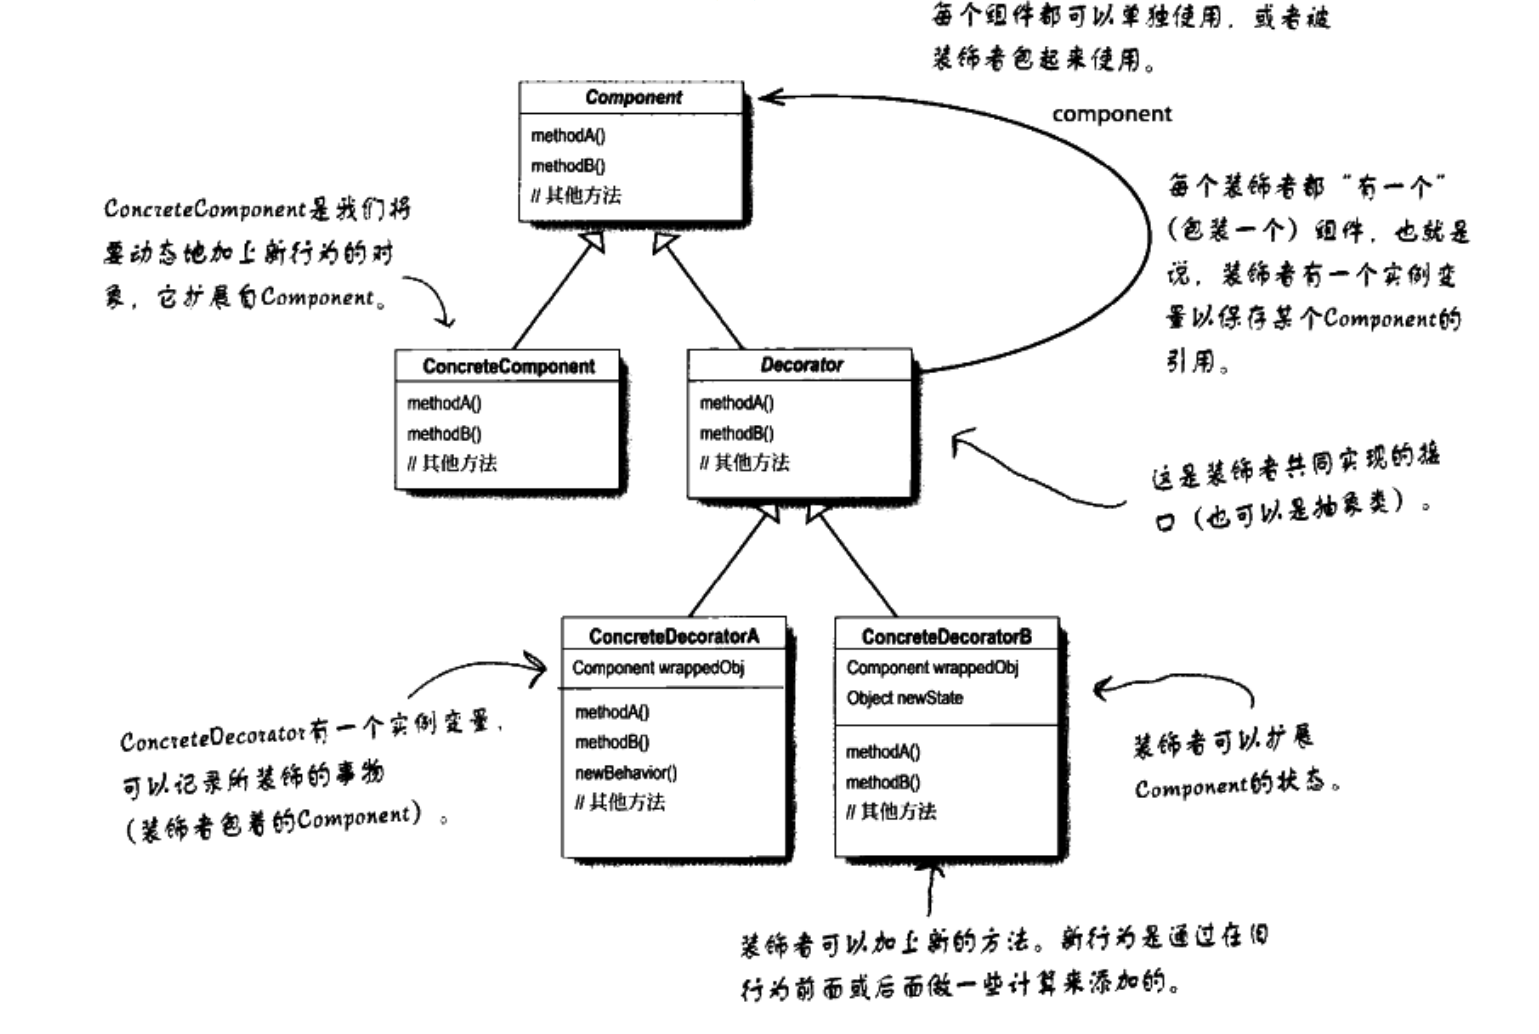 每个组件都可以单独使用，或者被
装饰者包起来使用。
Component
methodA()
methodB()
// 其他方法
component
ConcreteComponent是我们将
要动态地加上新行为的对
象，它扩展自Component。
每个装饰者都“有一个”
（包装一个）组件，也就是
说，装饰者有一个实例变
量以保存某个Component的
引用。
ConcreteComponent
methodA()
methodB()
// 其他方法
Decorator
methodA()
methodB()
// 其他方法
这是装饰者共同实现的接
口（也可以是抽象类）。
ConcreteDecoratorA
Component wrappedObj
methodA()
methodB()
newBehavior()
// 其他方法
ConcreteDecoratorB
Component wrappedObj
Object newState
methodA()
methodB()
// 其他方法
ConcreteDecorator有一个实例变量，
可以记录所装饰的事物
（装饰者包着的Component）。
装饰者可以扩展
Component的状态。
装饰者可以加上新的方法。新行为是通过在旧
行为前面或后面做一些计算来添加的。